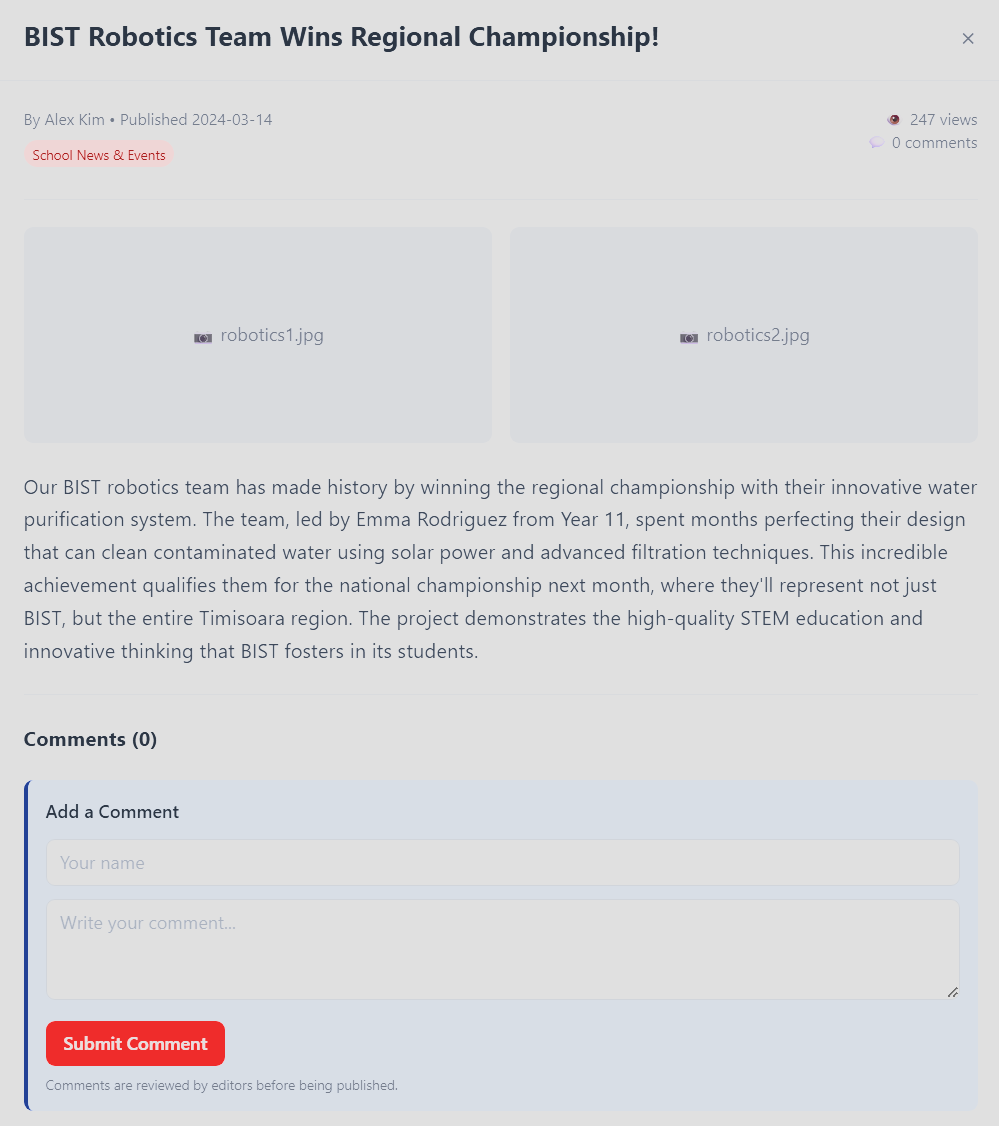 BIST Robotics Team Wins Regional Championship!
×
By Alex Kim • Published 2024-03-14
247 views
School News & Events
0 comments
robotics1.jpg
robotics2.jpg
Our BIST robotics team has made history by winning the regional championship with their innovative water
purification system. The team, led by Emma Rodriguez from Year 11, spent months perfecting their design
that can clean contaminated water using solar power and advanced filtration techniques. This incredible
achievement qualifies them for the national championship next month, where they'll represent not just
BIST, but the entire Timisoara region. The project demonstrates the high-quality STEM education and
innovative thinking that BIST fosters in its students.
Comments (0)
Add a Comment
Your name
Write your comment...
Submit Comment
Comments are reviewed by editors before being published.